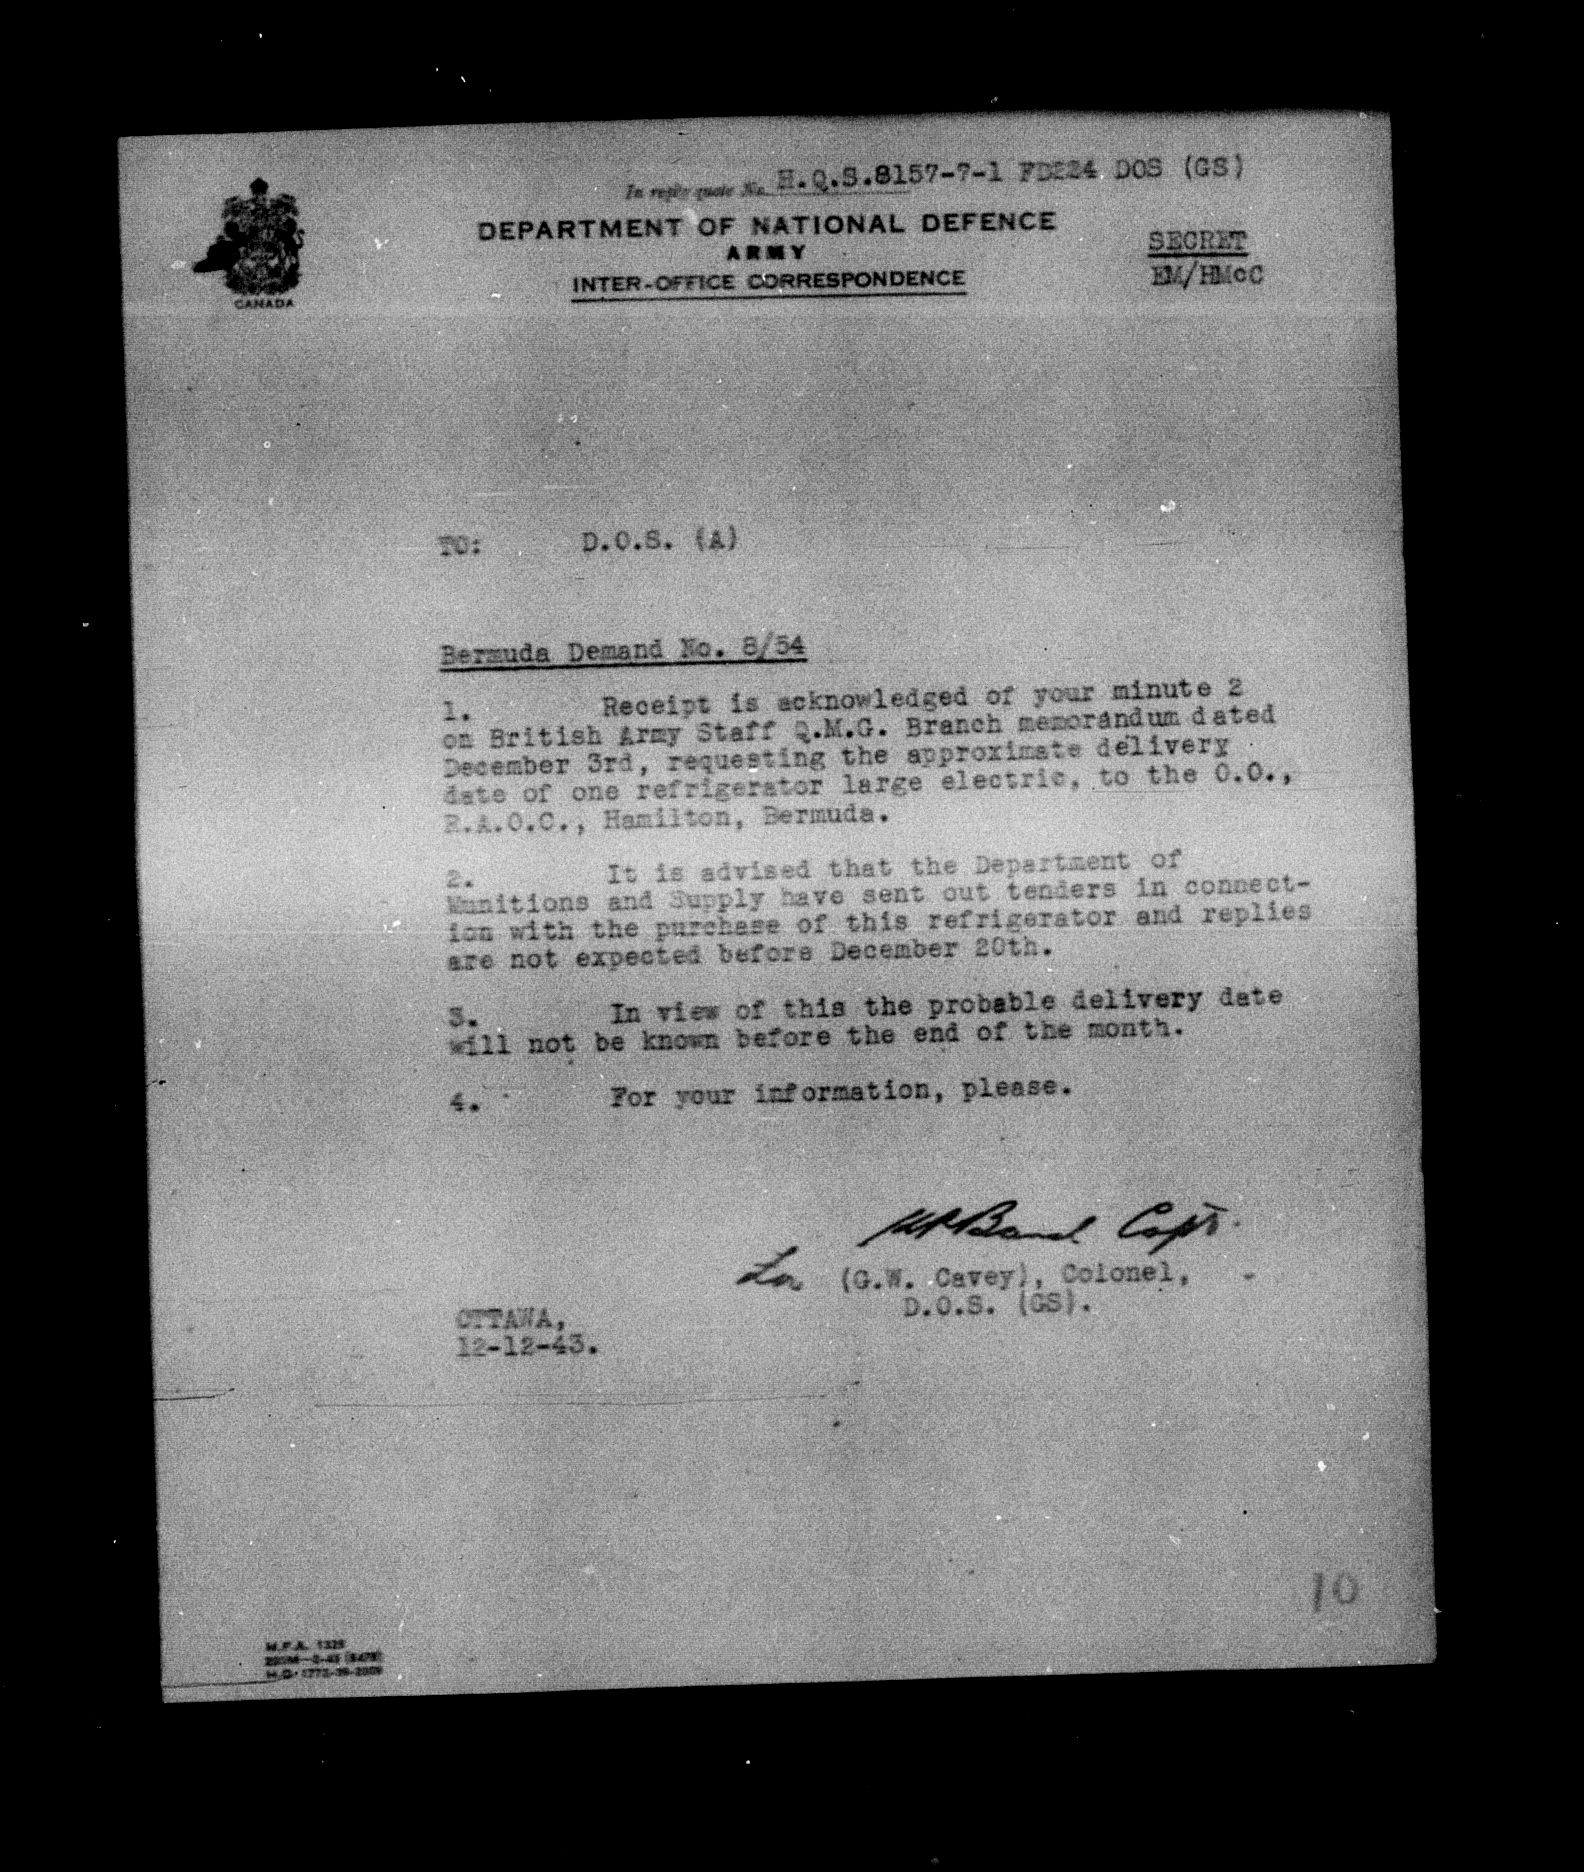 In reply quote No. H.Q.S.8157-7-1 FD224 DOS (GS)
DEPARTMENT OF NATIONAL DEFENCE
ARMY
INTER-OFFICE CORRESPONDENCE
SECRET
EM/HMcC
CANADA
TO: D.O.S. (A)
Bermuda Demand No. 8/54
1. Receipt is acknowledged of your minute 2
on British Army Staff Q.M.G. Branch memorandum dated
December 3rd, requesting the approximate delivery
date of one refrigerator large electric, to the O.O.,
R.A.O.C., Hamilton, Bermuda.
2. It is advised that the Department of
Munitions and Supply have sent out tenders in connect-
ion with the purchase of this refrigerator and replies
are not expected before December 20th.
3. In view of this the probable delivery date
will not be known before the end of the month.
4. For your information, please.
Capt.
(G.W. Cavey), Colonel,
D.O.S. (GS).
OTTAWA,
12-12-43.
10
M.F.A. 1325
H.Q. 1772-39-2009